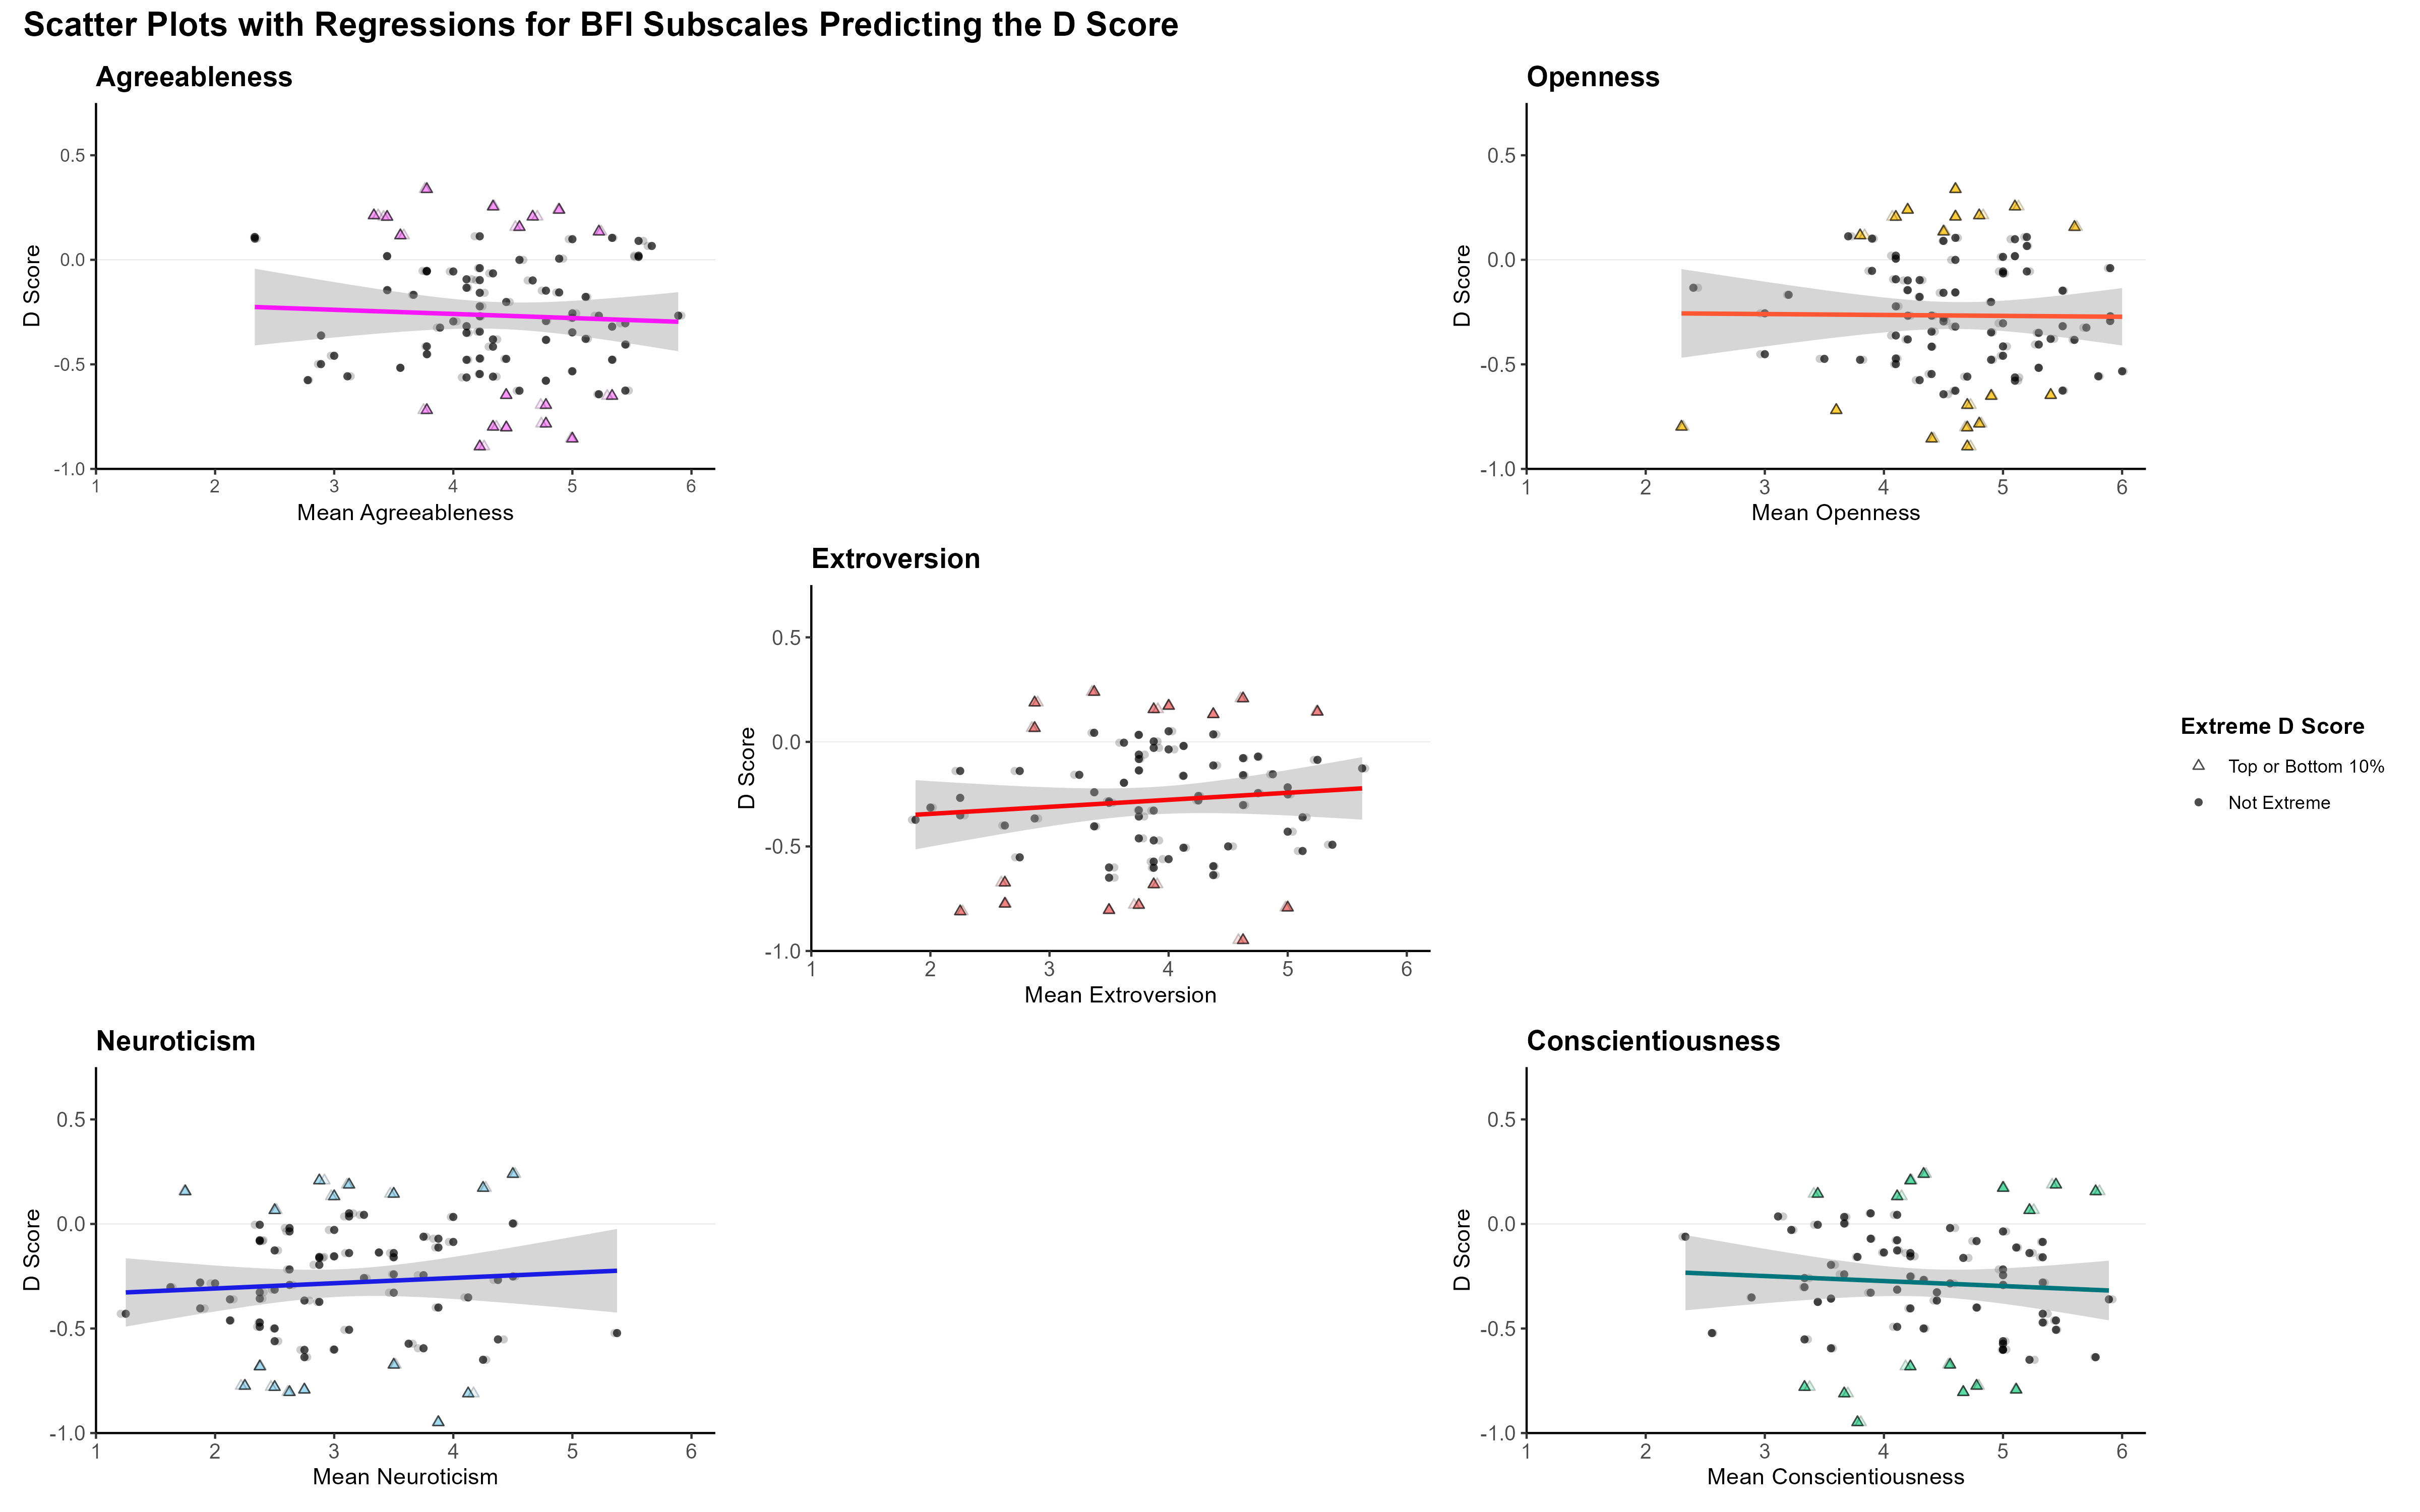 Scatter Plots with Regressions for BFI Subscales Predicting the D Score
Agreeableness
0.5
0.0
-0.5
-1.0
D Score
1 2 3 4 5 6
Mean Agreeableness
Openness
0.5
0.0
-0.5
-1.0
D Score
1 2 3 4 5 6
Mean Openness
Extroversion
0.5
0.0
-0.5
-1.0
D Score
1 2 3 4 5 6
Mean Extroversion
Extreme D Score
Top or Bottom 10%
Not Extreme
Neuroticism
0.5
0.0
-0.5
-1.0
D Score
1 2 3 4 5 6
Mean Neuroticism
Conscientiousness
0.5
0.0
-0.5
-1.0
D Score
1 2 3 4 5 6
Mean Conscientiousness